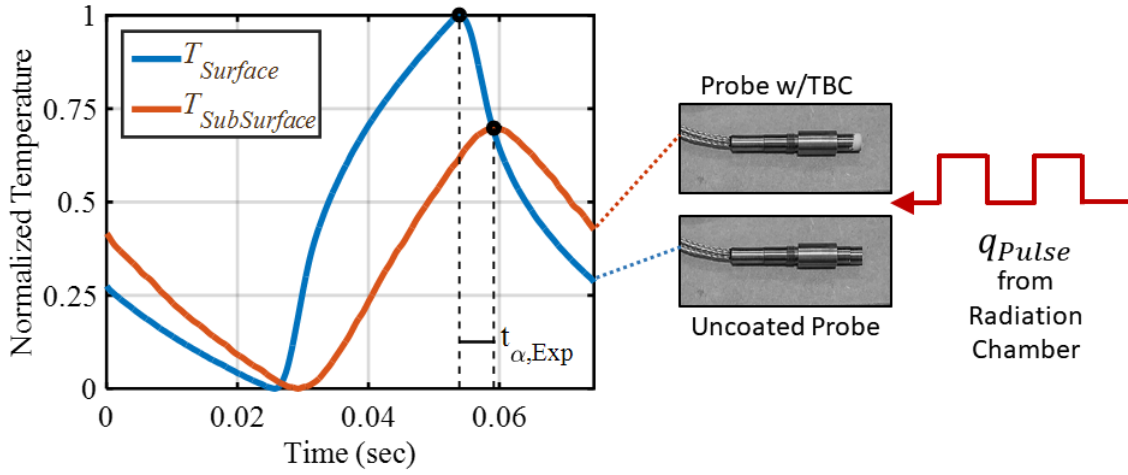 Normalized Temperature
1
0.75
0.5
0.25
0
0
0.02
0.04
0.06
Time (sec)
T_Surface
T_SubSurface
t_α,Exp
Probe w/TBC
Uncoated Probe
q_Pulse
from
Radiation
Chamber